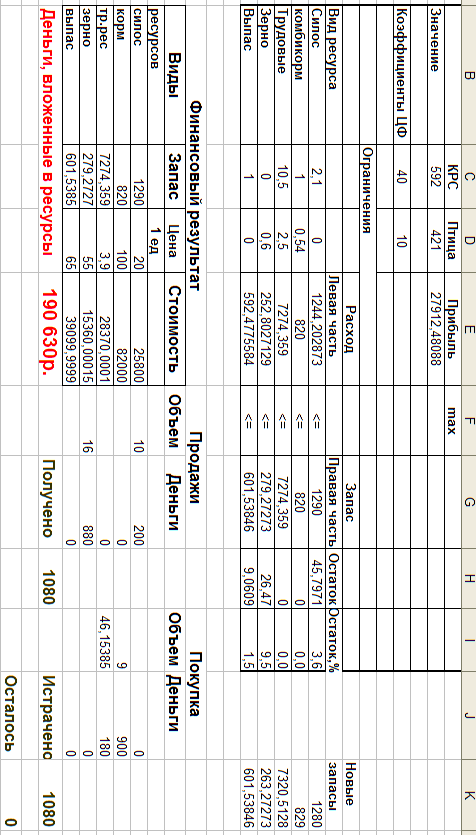 B C D E F G H I J K
КРС Птица Прибыль max
Значение 592 421 27912,48088
Коэффициенты ЦФ 40 10
Ограничения
Расход Запас Новые
Вид ресурса Левая часть Правая часть Остаток Остаток,% запасы
Силос 2,1 0 1244,202873 <= 1290 45,7971 3,6 1280
комбикорм 1 0,54 820 <= 820 0 0,0 829
Трудовые 10,5 2,5 7274,359 <= 7274,359 0 0,0 7320,5128
Зерно 0 0,6 252,8027129 <= 279,27273 26,47 9,5 263,27273
Выпас 1 0 592,4775584 <= 601,53846 9,0609 1,5 601,53846
Финансовый результат Продажи Покупка
Виды Запас Цена Стоимость Объем Деньги Объем Деньги
ресурсов 1 ед
силос 1290 20 25800 10 200 0
корм 820 100 82000 0 9 900
тр.рес 7274,359 3,9 28370,0001 0 46,15385 180
зерно 279,2727 55 15360,00015 16 880 0
выпас 601,5385 65 39099,9999 0 0
Деньги, вложенные в ресурсы 190 630р. Получено 1080 Истрачено 1080
Осталось 0